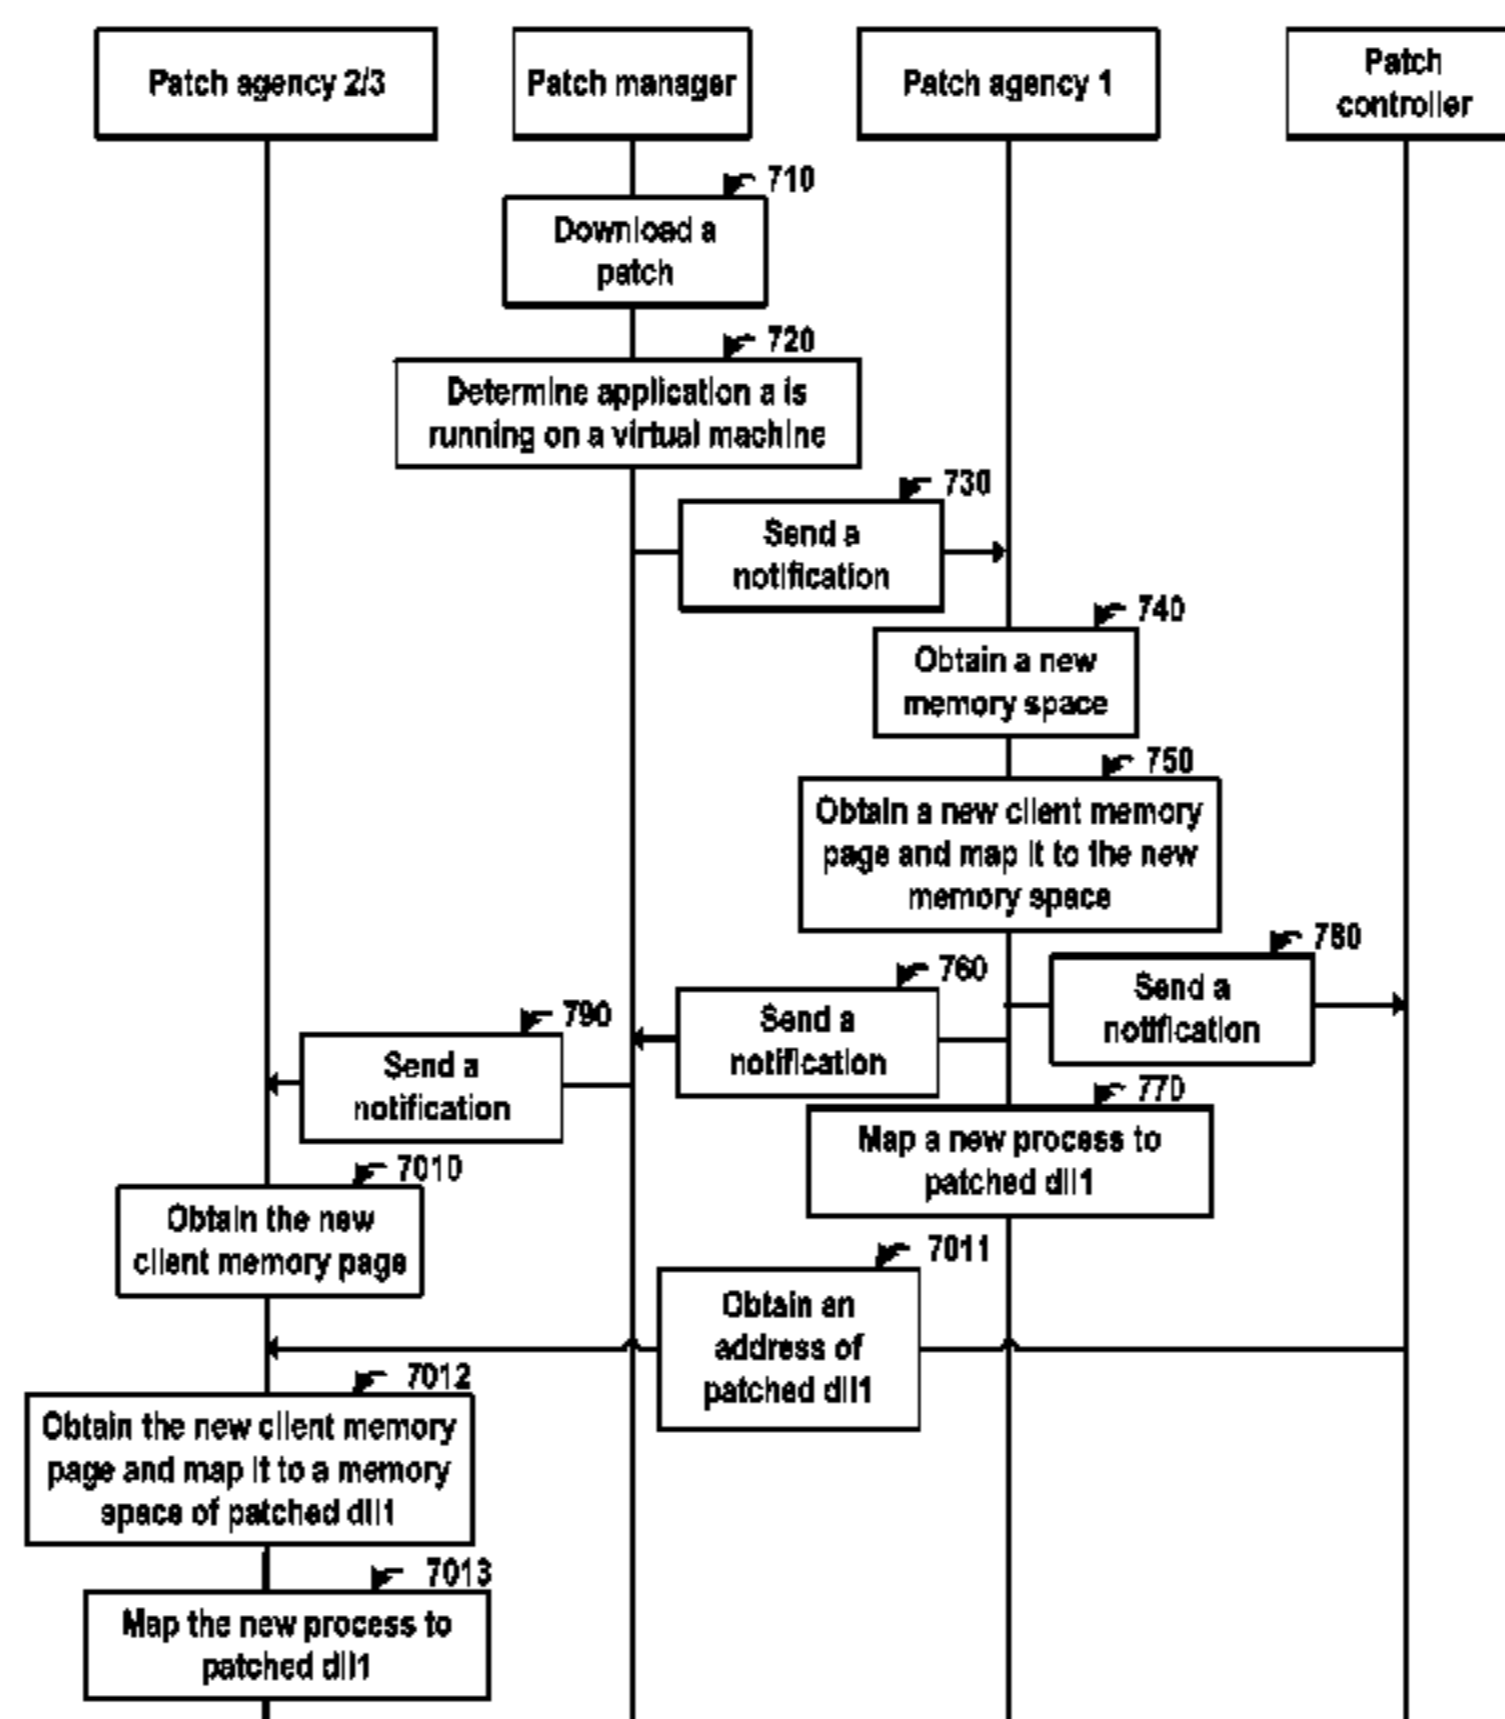 Patch agency 2/3
Patch manager
Patch agency 1
Patch
controller
710
Download a
patch
720
Determine application a is
running on a virtual machine
730
Send a
notification
740
Obtain a new
memory space
750
Obtain a new client memory
page and map it to the new
memory space
780
Send a
notification
760
Send a
notification
790
Send a
notification
770
Map a new process to
patched dll1
7010
Obtain the new
client memory page
7011
Obtain an
address of
patched dll1
7012
Obtain the new client memory
page and map it to a memory
space of patched dll1
7013
Map the new process to
patched dll1